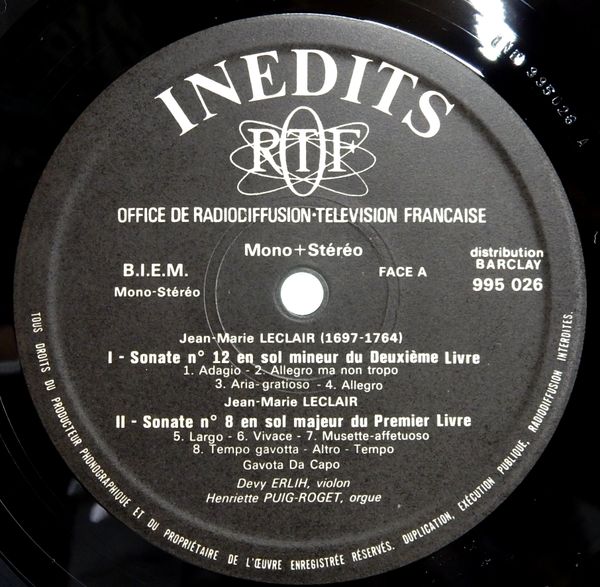 INEDITS
ORTF
OFFICE DE RADIOCIFFUSION-TELEVISION FRANCAISE
Mono+Stéréo
B.I.E.M.
Mono-Stéréo
FACE A
distribution
BARCLAY
995 026
Jean-Marie LECLAIR (1697-1764)
I - Sonate n° 12 en sol mineur du Deuxième Livre
1. Adagio - 2. Allegro ma non tropo
3. Aria-gratioso - 4. Allegro
Jean-Marie LECLAIR
II - Sonate n° 8 en sol majeur du Premier Livre
5. Largo - 6. Vivace - 7. Musette-affetuoso
8. Tempo gavotta - Altro - Tempo
Gavota Da Capo
Devy ERLIH, violon
Henriette PUIG-ROGET, orgue
TOUS DROITS DU PRODUCTEUR PHONOGRAPHIQUE ET DU PROPRIÉTAIRE DE L'ŒUVRE ENREGISTRÉE RÉSERVÉS. DUPLICATION, EXÉCUTION PUBLIQUE, RADIODIFFUSION INTERDITES.
995026 A